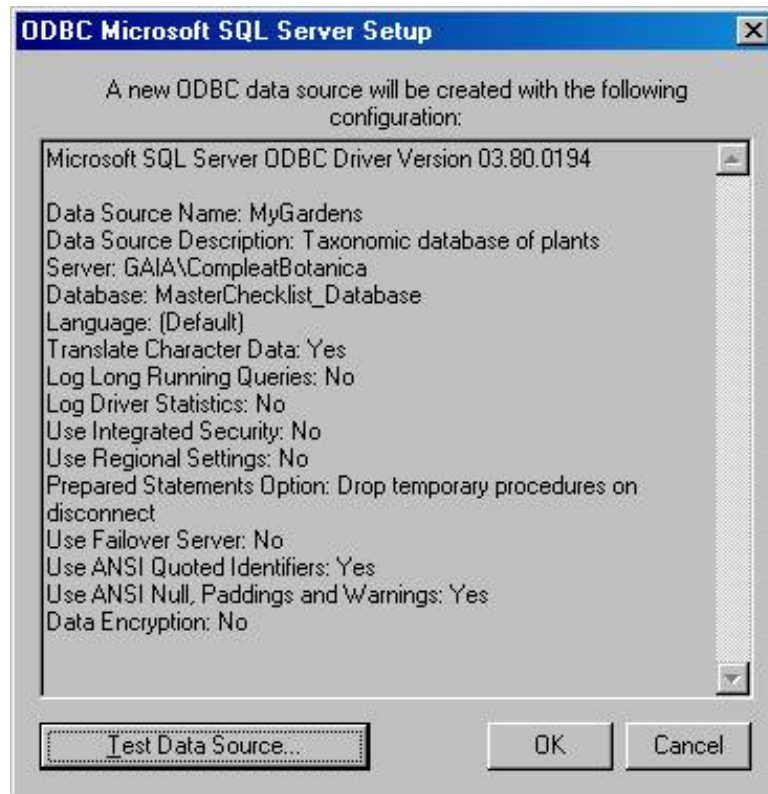 ODBC Microsoft SQL Server Setup
A new ODBC data source will be created with the following
configuration:
Microsoft SQL Server ODBC Driver Version 03.80.0194
Data Source Name: MyGardens
Data Source Description: Taxonomic database of plants
Server: GAIA\CompleatBotanica
Database: MasterChecklist_Database
Language: (Default)
Translate Character Data: Yes
Log Long Running Queries: No
Log Driver Statistics: No
Use Integrated Security: No
Use Regional Settings: No
Prepared Statements Option: Drop temporary procedures on
disconnect
Use Failover Server: No
Use ANSI Quoted Identifiers: Yes
Use ANSI Null, Paddings and Warnings: Yes
Data Encryption: No
Test Data Source... OK Cancel